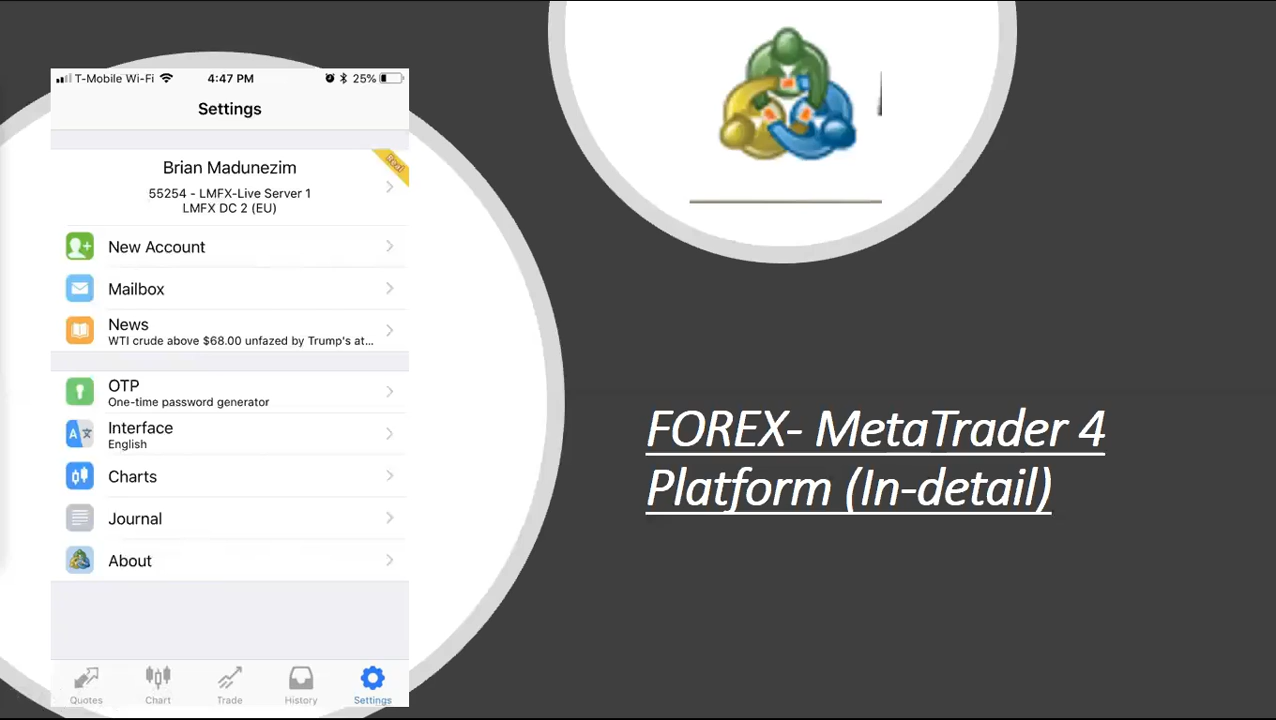 T-Mobile Wi-Fi 4:47 PM 25%
Settings
Brian Madunezim
Real
55254 - LMFX-Live Server 1
LMFX DC 2 (EU)
New Account
Mailbox
News
WTI crude above $68.00 unfazed by Trump's at...
OTP
One-time password generator
Interface
English
Charts
Journal
About
Quotes Chart Trade History Settings
FOREX- MetaTrader 4
Platform (In-detail)